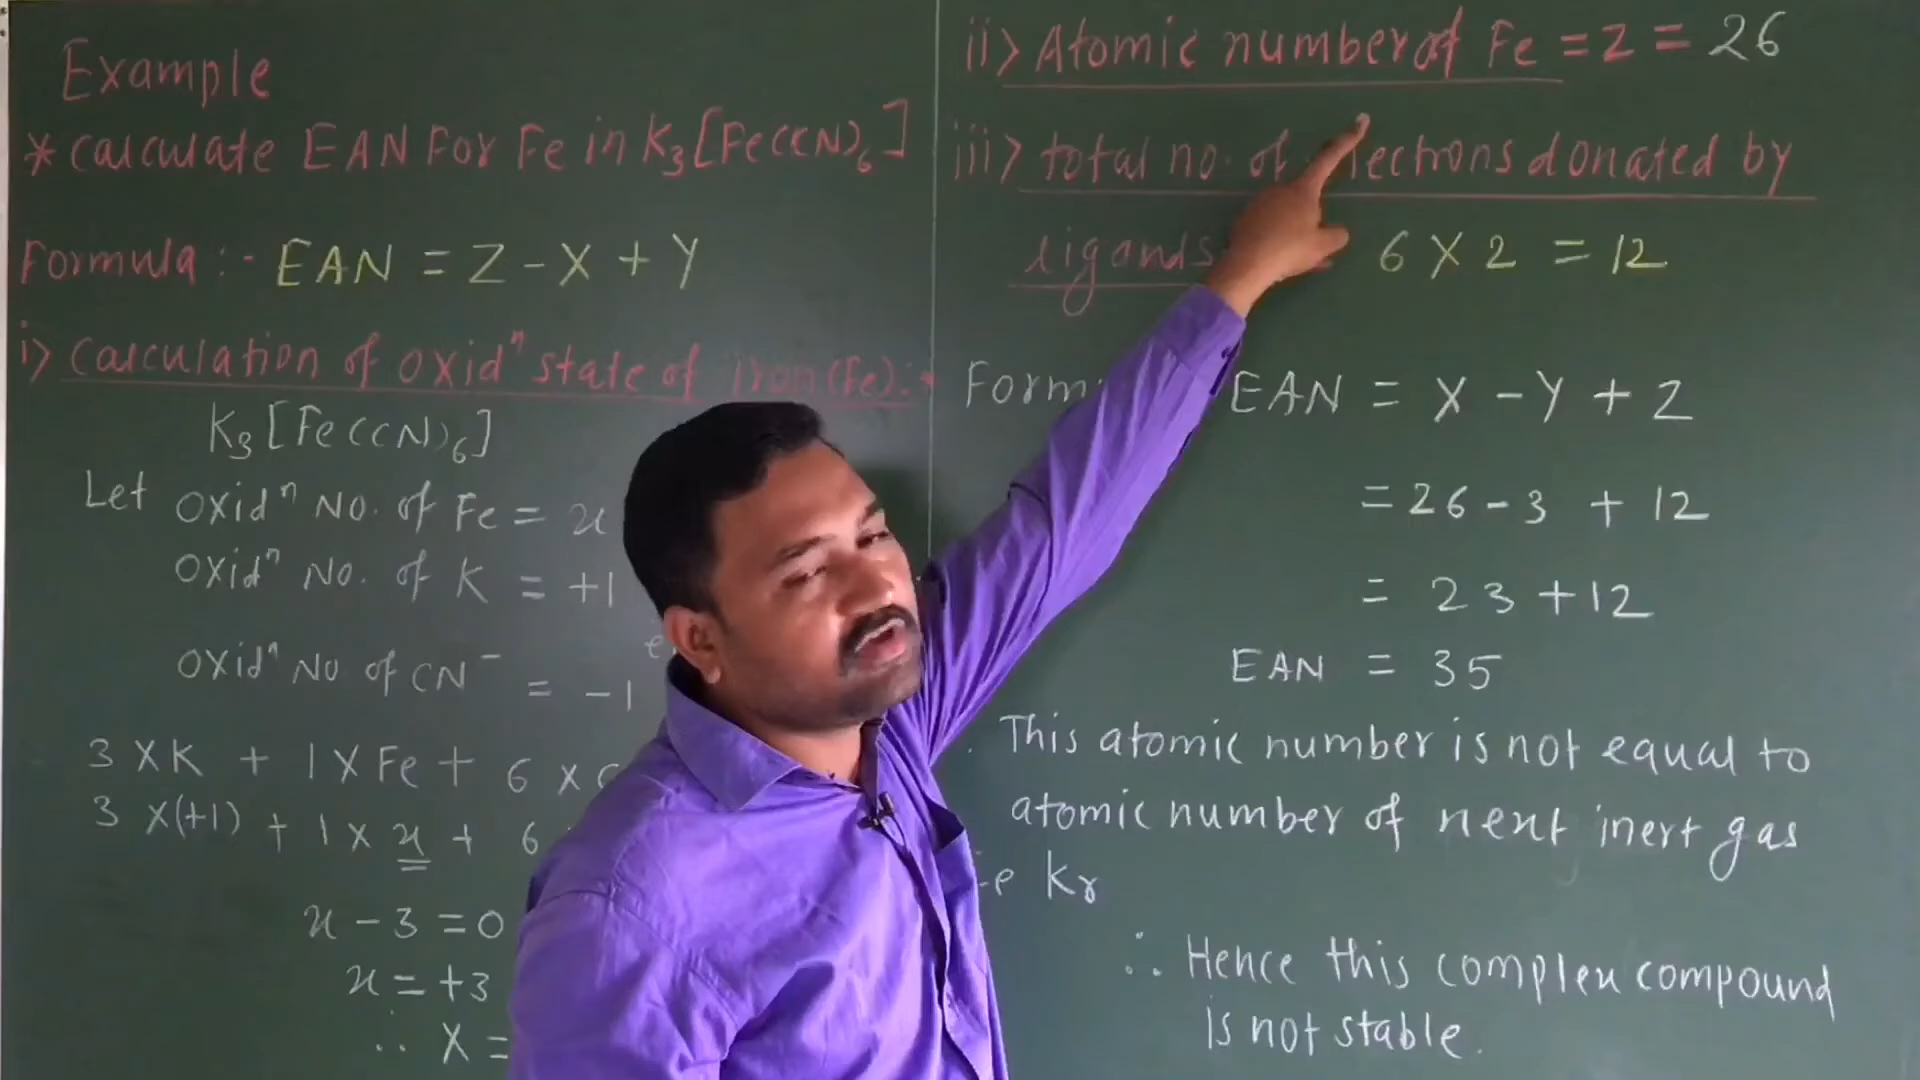 Example
* calculate EAN For Fe in K₃[Fe(CN)₆]
Formula :- EAN = Z - X + Y
i> calculation of oxidⁿ state of iron (Fe):-
K₃[Fe(CN)₆]
Let oxidⁿ No. of Fe = x
oxidⁿ No. of K = +1
oxidⁿ No of CN⁻ = -1
3 X K + 1 X Fe + 6 X C
3 X(+1) + 1 X x + 6
x - 3 = 0
x = +3
∴ X =
ii> Atomic number of Fe = Z = 26
iii> total no. of electrons donated by
ligands 6 X 2 = 12
Form EAN = X - Y + Z
= 26 - 3 + 12
= 23 + 12
EAN = 35
This atomic number is not equal to
atomic number of next inert gas
Kr
∴ Hence this complex compound
is not stable.